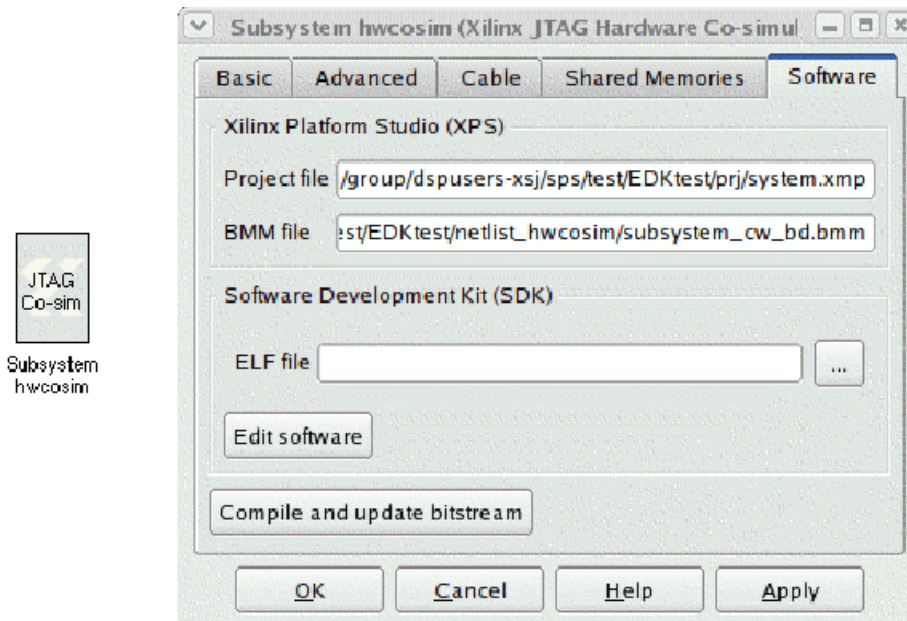 Subsystem hwcosim (Xilinx JTAG Hardware Co-simul
Basic Advanced Cable Shared Memories Software
Xilinx Platform Studio (XPS)
Project file /group/dspusers-xsj/sps/test/EDKtest/prj/system.xmp
BMM file est/EDKtest/netlist_hwcosim/subsystem_cw_bd.bmm
JTAG
Co-sim
Subsystem
hwcosim
Software Development Kit (SDK)
ELF file ...
Edit software
Compile and update bitstream
OK Cancel Help Apply